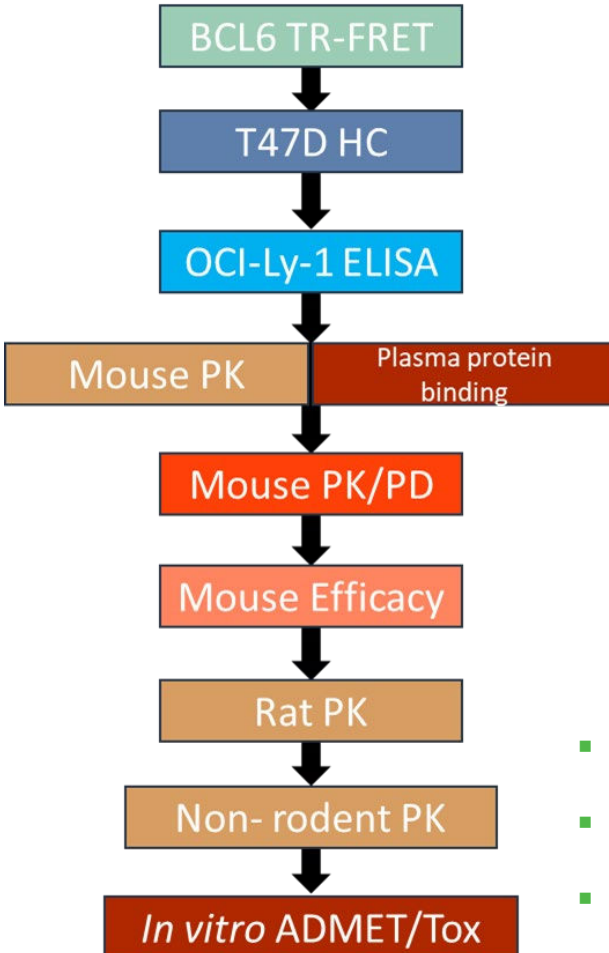 BCL6 TR-FRET
T47D HC
OCI-Ly-1 ELISA
Mouse PK
Plasma protein
binding
Mouse PK/PD
Mouse Efficacy
Rat PK
Non- rodent PK
In vitro ADMET/Tox